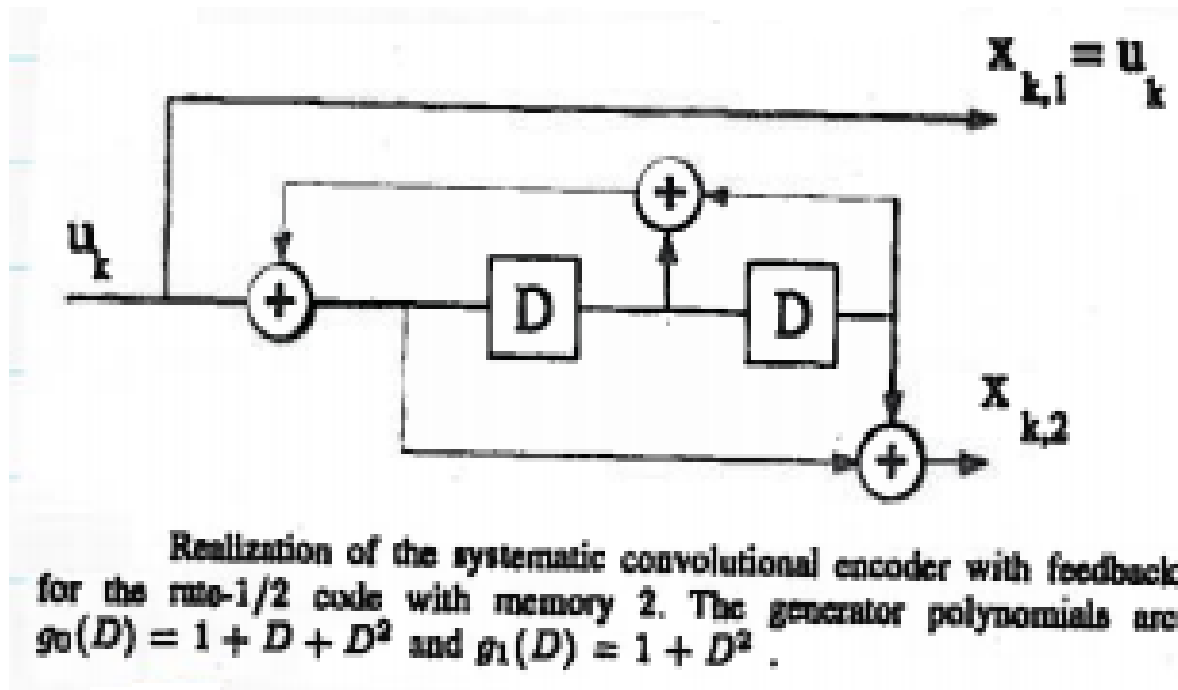 x k,1 = u k
u k
+
+
D
D
x k,2
+
Realization of the systematic convolutional encoder with feedback
for the rate-1/2 code with memory 2. The generator polynomials are
g₀(D) = 1 + D + D² and g₁(D) = 1 + D² .